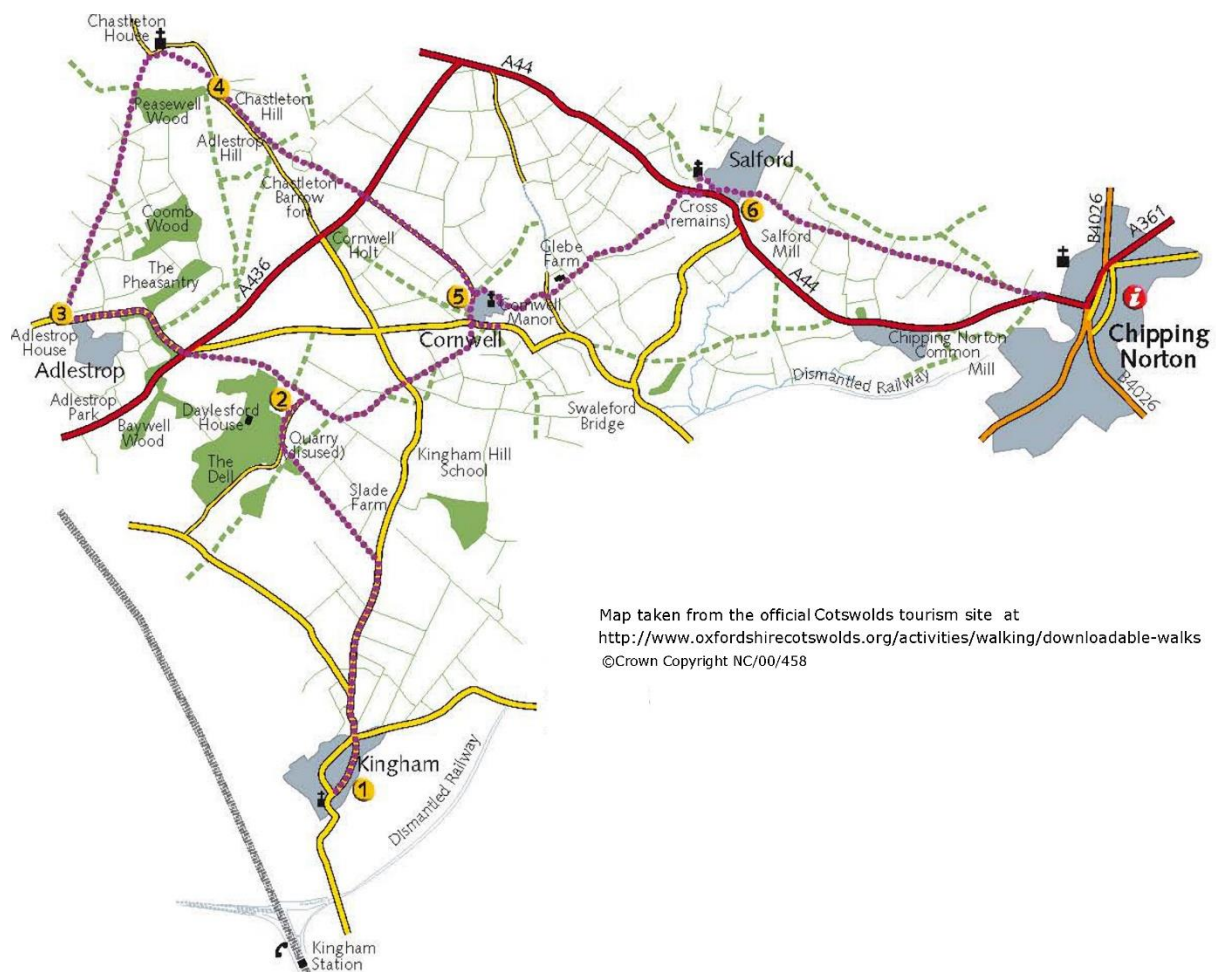 Chastleton
House
A44
4
Peasewell
Wood
Chastleton
Hill
Adlestrop
Hill
Salford
Chastleton
Barrow
fort
Cross
(remains)
6
B4026
A361
Coomb
Wood
Cornwell
Holt
Glebe
Farm
Salford
Mill
The
Pheasantry
A436
A44
3
5
Cornwell
Manor
i
Adlestrop
House
Adlestrop
Cornwell
Chipping Norton
Common
Mill
Chipping
Norton
Adlestrop
Park
Daylesford
House
2
Dismantled Railway
B4026
Baywell
Wood
Swaleford
Bridge
Quarry
(disused)
The
Dell
Kingham Hill
School
Slade
Farm
Map taken from the official Cotswolds tourism site at
http://www.oxfordshirecotswolds.org/activities/walking/downloadable-walks
©Crown Copyright NC/00/458
Kingham
1
Dismantled Railway
Kingham
Station